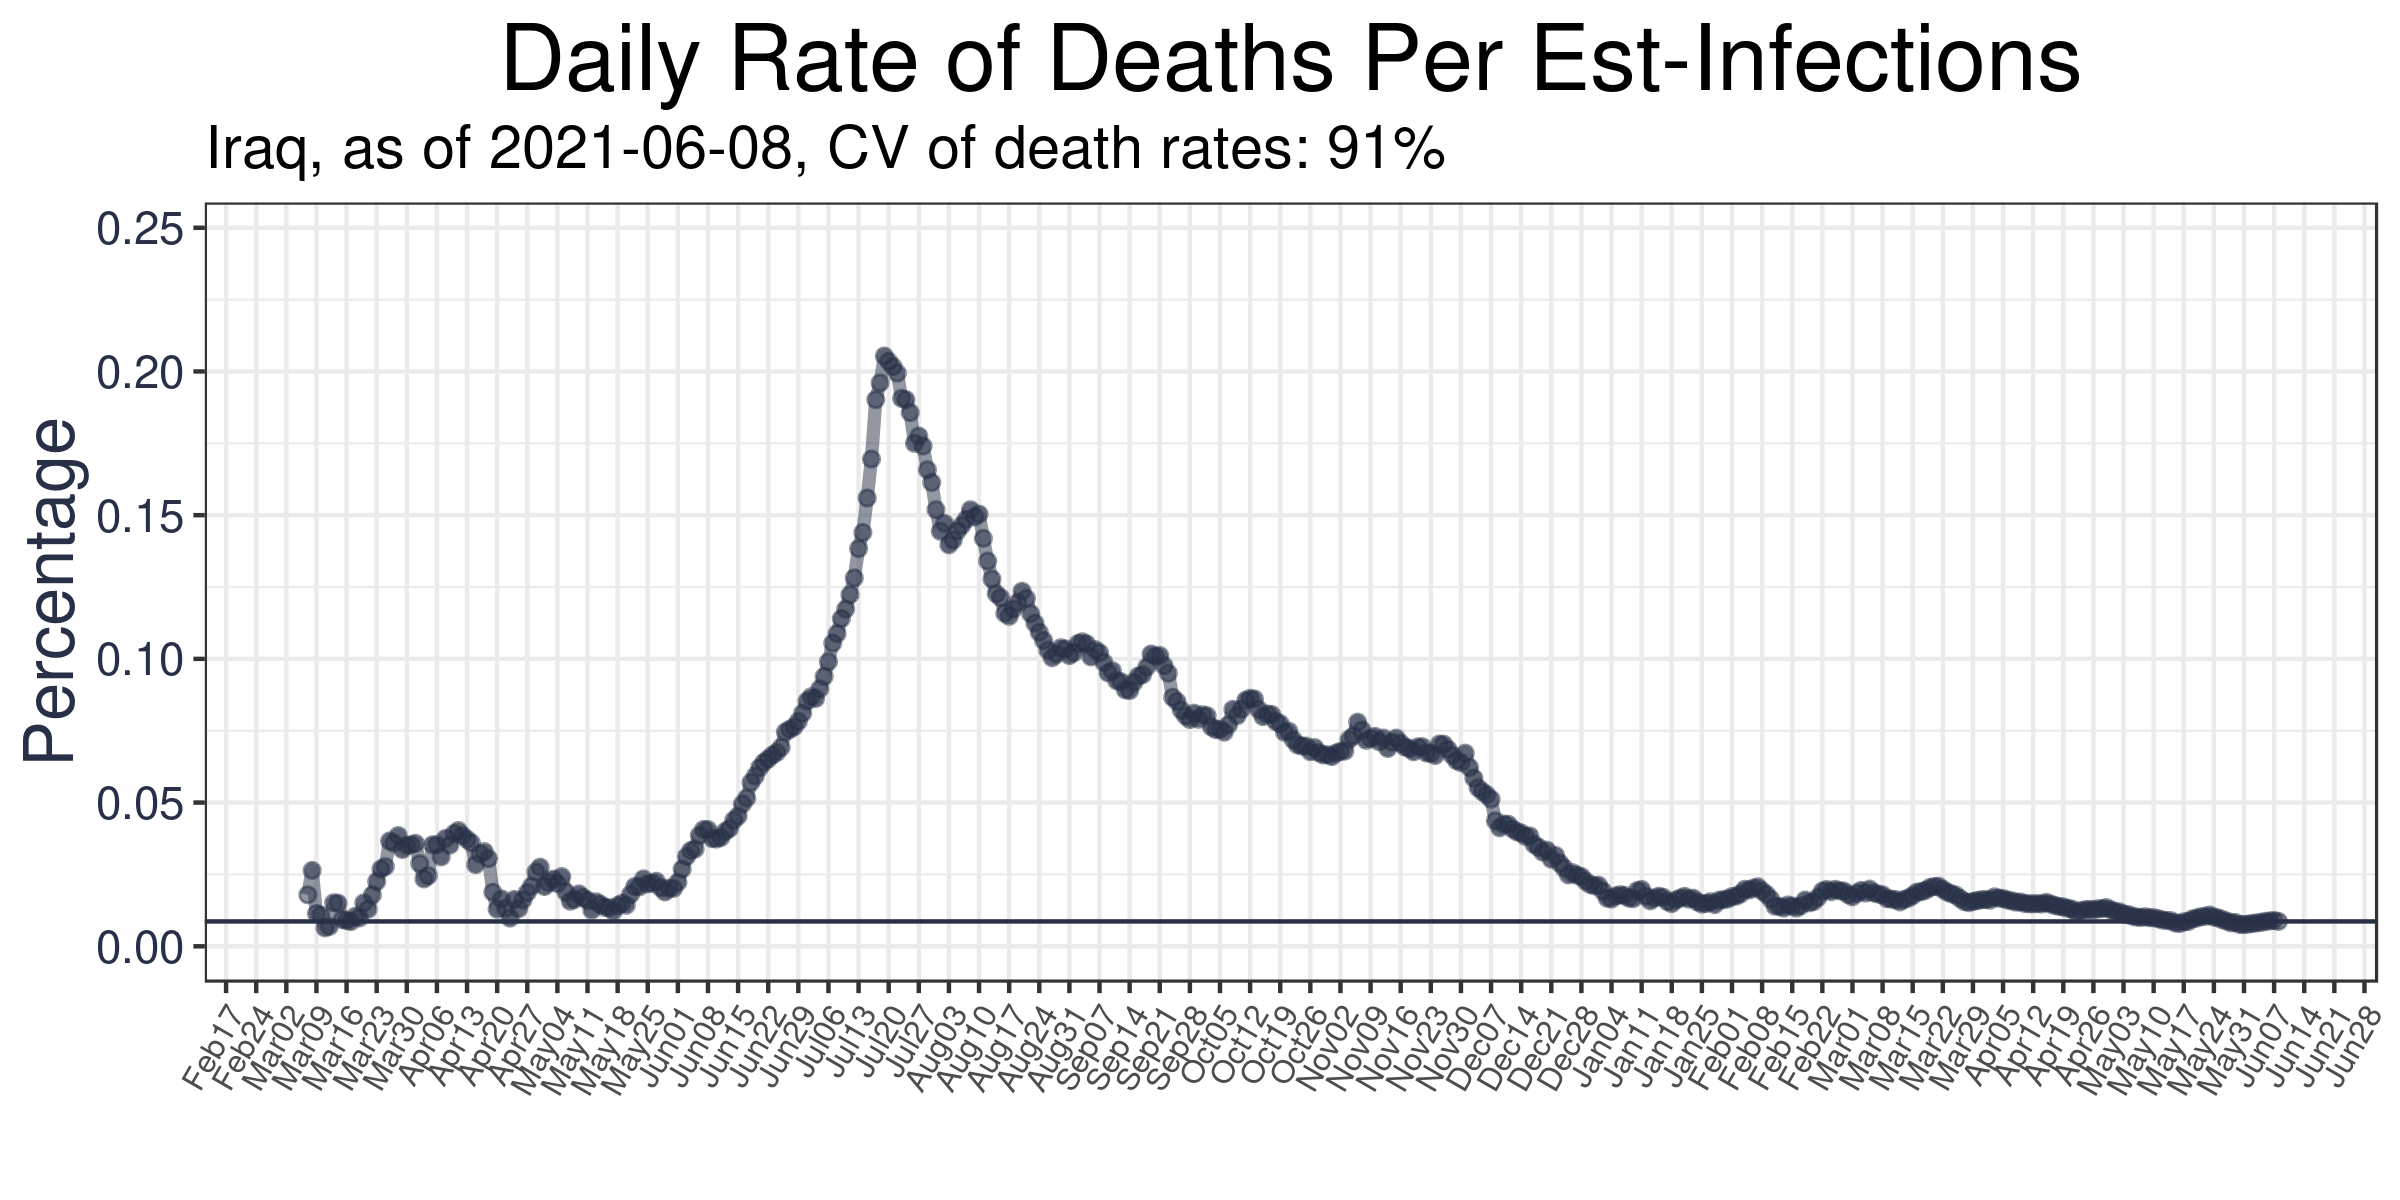 Daily Rate of Deaths Per Est-Infections
Iraq, as of 2021-06-08, CV of death rates: 91%
Percentage
0.25
0.20
0.15
0.10
0.05
0.00
Feb17 Feb24 Mar02 Mar09 Mar16 Mar23 Mar30 Apr06 Apr13 Apr20 Apr27 May04 May11 May18 May25 Jun01 Jun08 Jun15 Jun22 Jun29 Jul06 Jul13 Jul20 Jul27 Aug03 Aug10 Aug17 Aug24 Aug31 Sep07 Sep14 Sep21 Sep28 Oct05 Oct12 Oct19 Oct26 Nov02 Nov09 Nov16 Nov23 Nov30 Dec07 Dec14 Dec21 Dec28 Jan04 Jan11 Jan18 Jan25 Feb01 Feb08 Feb15 Feb22 Mar01 Mar08 Mar15 Mar22 Mar29 Apr05 Apr12 Apr19 Apr26 May03 May10 May17 May24 May31 Jun07 Jun14 Jun21 Jun28